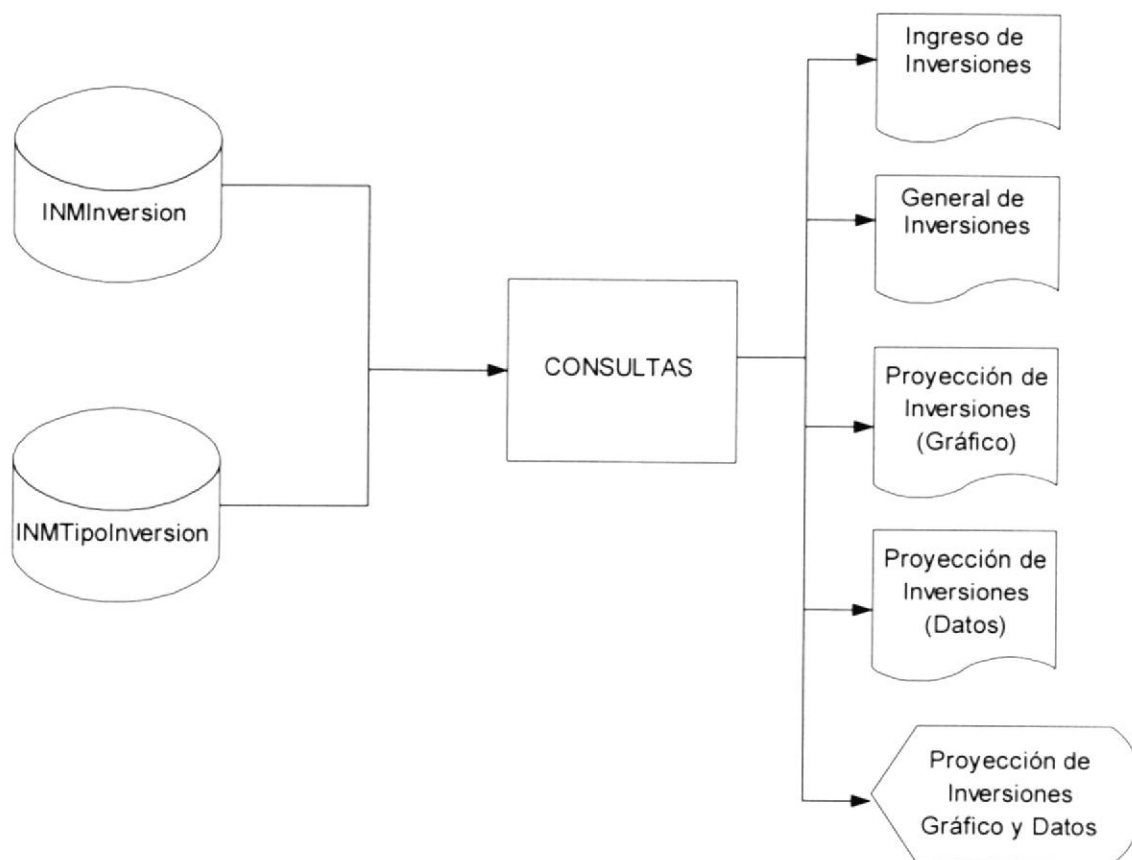 INMInversion
INMTipoInversion
CONSULTAS
Ingreso de
Inversiones
General de
Inversiones
Proyección de
Inversiones
(Gráfico)
Proyección de
Inversiones
(Datos)
Proyección de
Inversiones
Gráfico y Datos